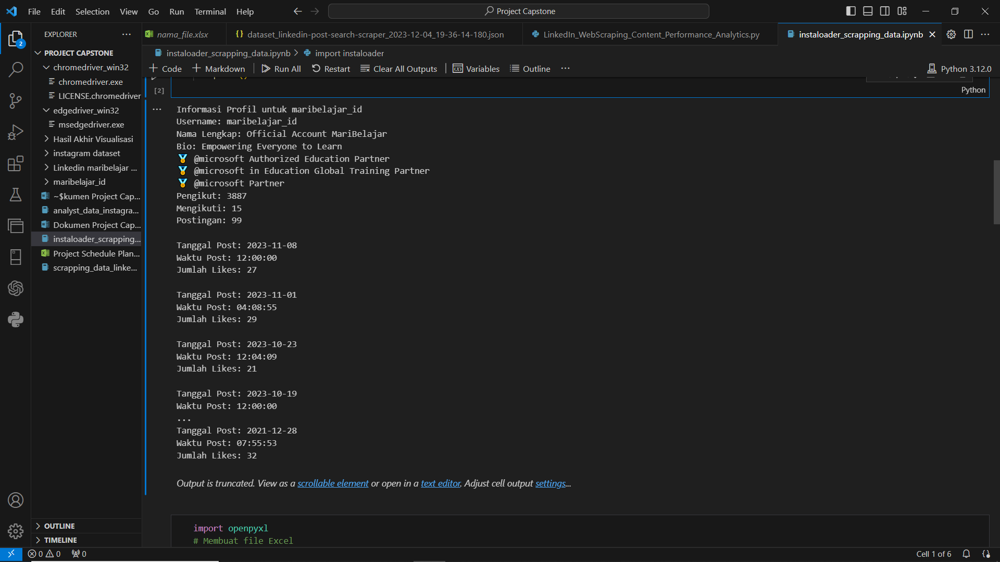 File Edit Selection View Go Run Terminal Help
Project Capstone
EXPLORER
nama_file.xlsx
{} dataset_linkedin-post-search-scraper_2023-12-04_19-36-14-180.json
LinkedIn_WebScraping_Content_Performance_Analytics.py
instaloader_scrapping_data.ipynb
2
PROJECT CAPSTONE
chromedriver_win32
chromedriver.exe
LICENSE.chromedriver
edgedriver_win32
msedgedriver.exe
Hasil Akhir Visualisasi
instagram dataset
Linkedin maribelajar ...
maribelajar_id
~$kumen Project Cap...
analyst_data_instagra...
Dokumen Project Cap...
instaloader_scrapping...
Project Schedule Plan...
scrapping_data_linke...
OUTLINE
TIMELINE
instaloader_scrapping_data.ipynb > import instaloader
+ Code + Markdown Run All Restart Clear All Outputs Variables Outline ...
Python 3.12.0
[2]
Python
...
Informasi Profil untuk maribelajar_id
Username: maribelajar_id
Nama Lengkap: Official Account MariBelajar
Bio: Empowering Everyone to Learn
🏅 @microsoft Authorized Education Partner
🏅 @microsoft in Education Global Training Partner
🏅 @microsoft Partner
Pengikut: 3887
Mengikuti: 15
Postingan: 99
Tanggal Post: 2023-11-08
Waktu Post: 12:00:00
Jumlah Likes: 27
Tanggal Post: 2023-11-01
Waktu Post: 04:08:55
Jumlah Likes: 29
Tanggal Post: 2023-10-23
Waktu Post: 12:04:09
Jumlah Likes: 21
Tanggal Post: 2023-10-19
Waktu Post: 12:00:00
...
Tanggal Post: 2021-12-28
Waktu Post: 07:55:53
Jumlah Likes: 32
Output is truncated. View as a scrollable element or open in a text editor. Adjust cell output settings...
import openpyxl
# Membuat file Excel
0 0 0
Cell 1 of 6